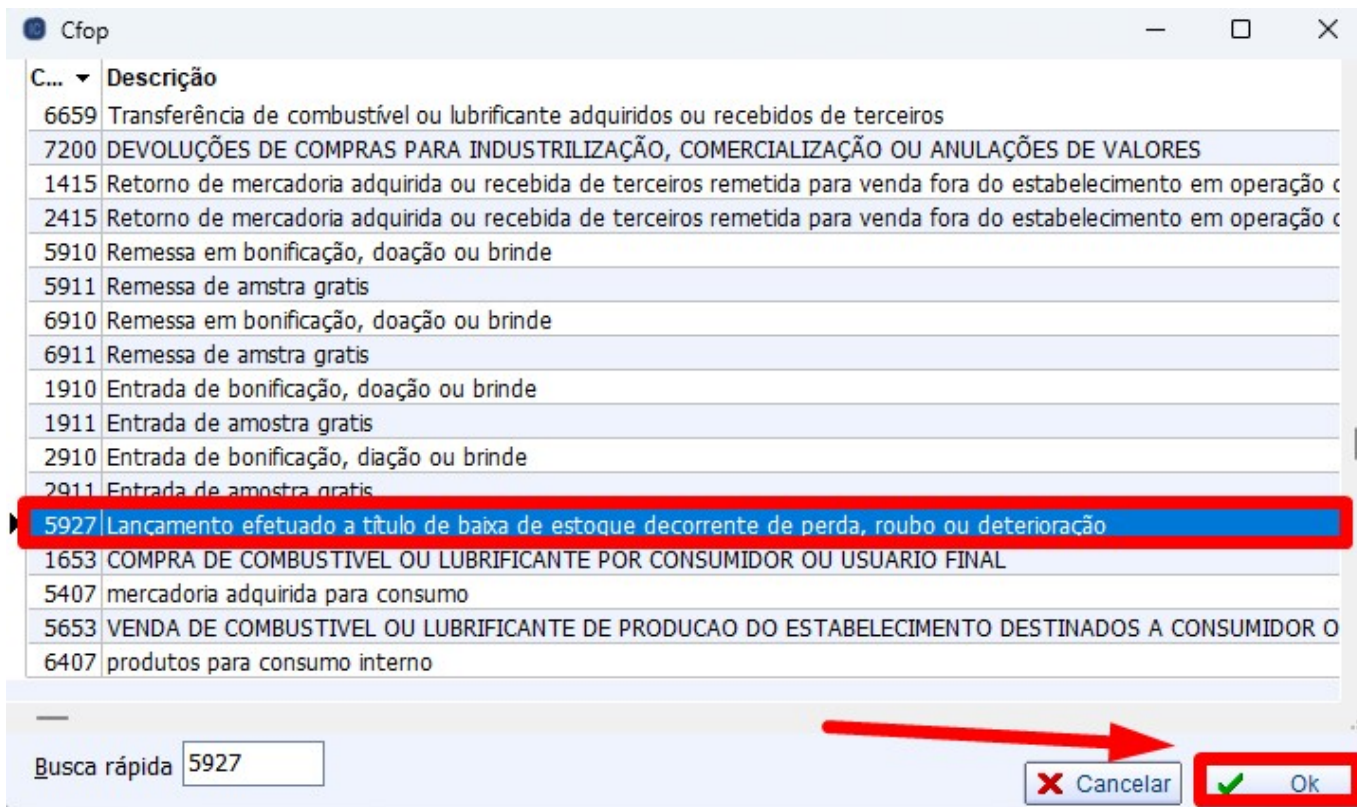 Cfop
C... Descrição
6659 Transferência de combustível ou lubrificante adquiridos ou recebidos de terceiros
7200 DEVOLUÇÕES DE COMPRAS PARA INDUSTRILIZAÇÃO, COMERCIALIZAÇÃO OU ANULAÇÕES DE VALORES
1415 Retorno de mercadoria adquirida ou recebida de terceiros remetida para venda fora do estabelecimento em operação
2415 Retorno de mercadoria adquirida ou recebida de terceiros remetida para venda fora do estabelecimento em operação
5910 Remessa em bonificação, doação ou brinde
5911 Remessa de amstra gratis
6910 Remessa em bonificação, doação ou brinde
6911 Remessa de amstra gratis
1910 Entrada de bonificação, doação ou brinde
1911 Entrada de amostra gratis
2910 Entrada de bonificação, diação ou brinde
2911 Entrada de amostra gratis
5927 Lançamento efetuado a título de baixa de estoque decorrente de perda, roubo ou deterioração
1653 COMPRA DE COMBUSTIVEL OU LUBRIFICANTE POR CONSUMIDOR OU USUARIO FINAL
5407 mercadoria adquirida para consumo
5653 VENDA DE COMBUSTIVEL OU LUBRIFICANTE DE PRODUCAO DO ESTABELECIMENTO DESTINADOS A CONSUMIDOR O
6407 produtos para consumo interno
Busca rápida 5927
Cancelar Ok